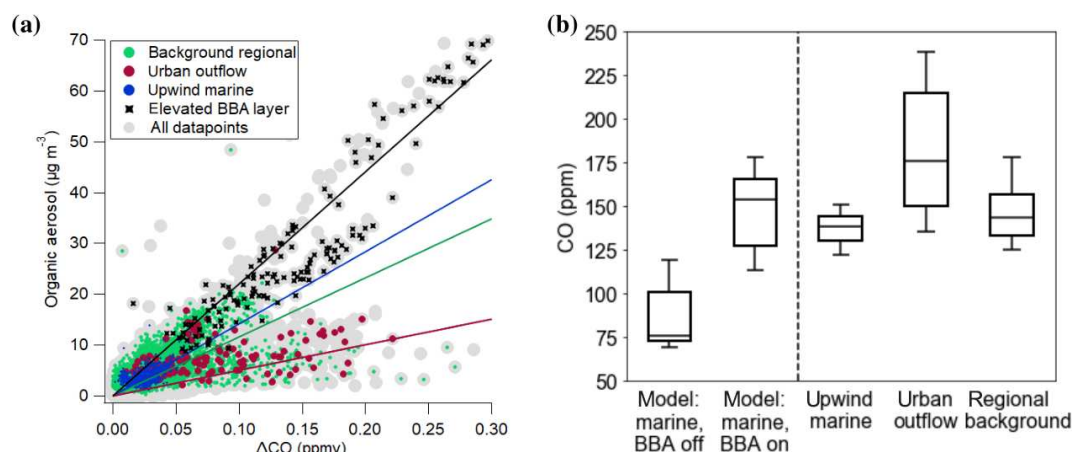 (a)
70
60
50
40
30
20
10
0
Organic aerosol (µg m⁻³)
Background regional
Urban outflow
Upwind marine
Elevated BBA layer
All datapoints
0.00 0.05 0.10 0.15 0.20 0.25 0.30
ΔCO (ppmv)
(b)
250
225
200
175
150
125
100
75
50
CO (ppm)
Model: marine, BBA off
Model: marine, BBA on
Upwind marine
Urban outflow
Regional background